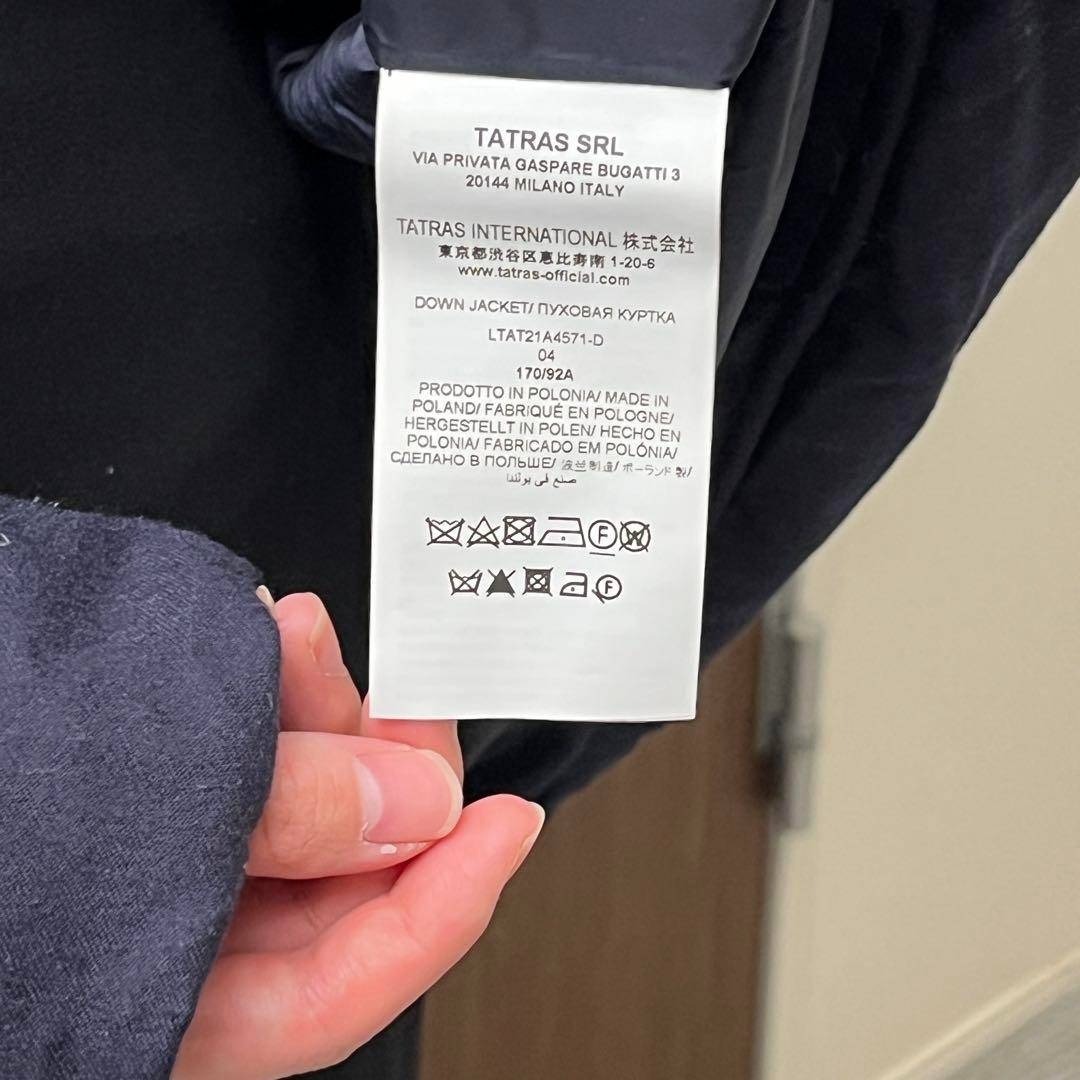 TATRAS SRL
VIA PRIVATA GASPARE BUGATTI 3
20144 MILANO ITALY
TATRAS INTERNATIONAL 株式会社
東京都渋谷区恵比寿南 1-20-6
www.tatras-official.com
DOWN JACKET/ ПУХОВАЯ КУРТКА
LTAT21A4571-D
04
170/92A
PRODOTTO IN POLONIA/ MADE IN
POLAND/ FABRIQUÉ EN POLOGNE/
HERGESTELLT IN POLEN/ HECHO EN
POLONIA/ FABRICADO EM POLÓNIA/
СДЕЛАНО В ПОЛЬШЕ/ 波兰制造/ ポーランド製/
صنع في بولندا
F W
F